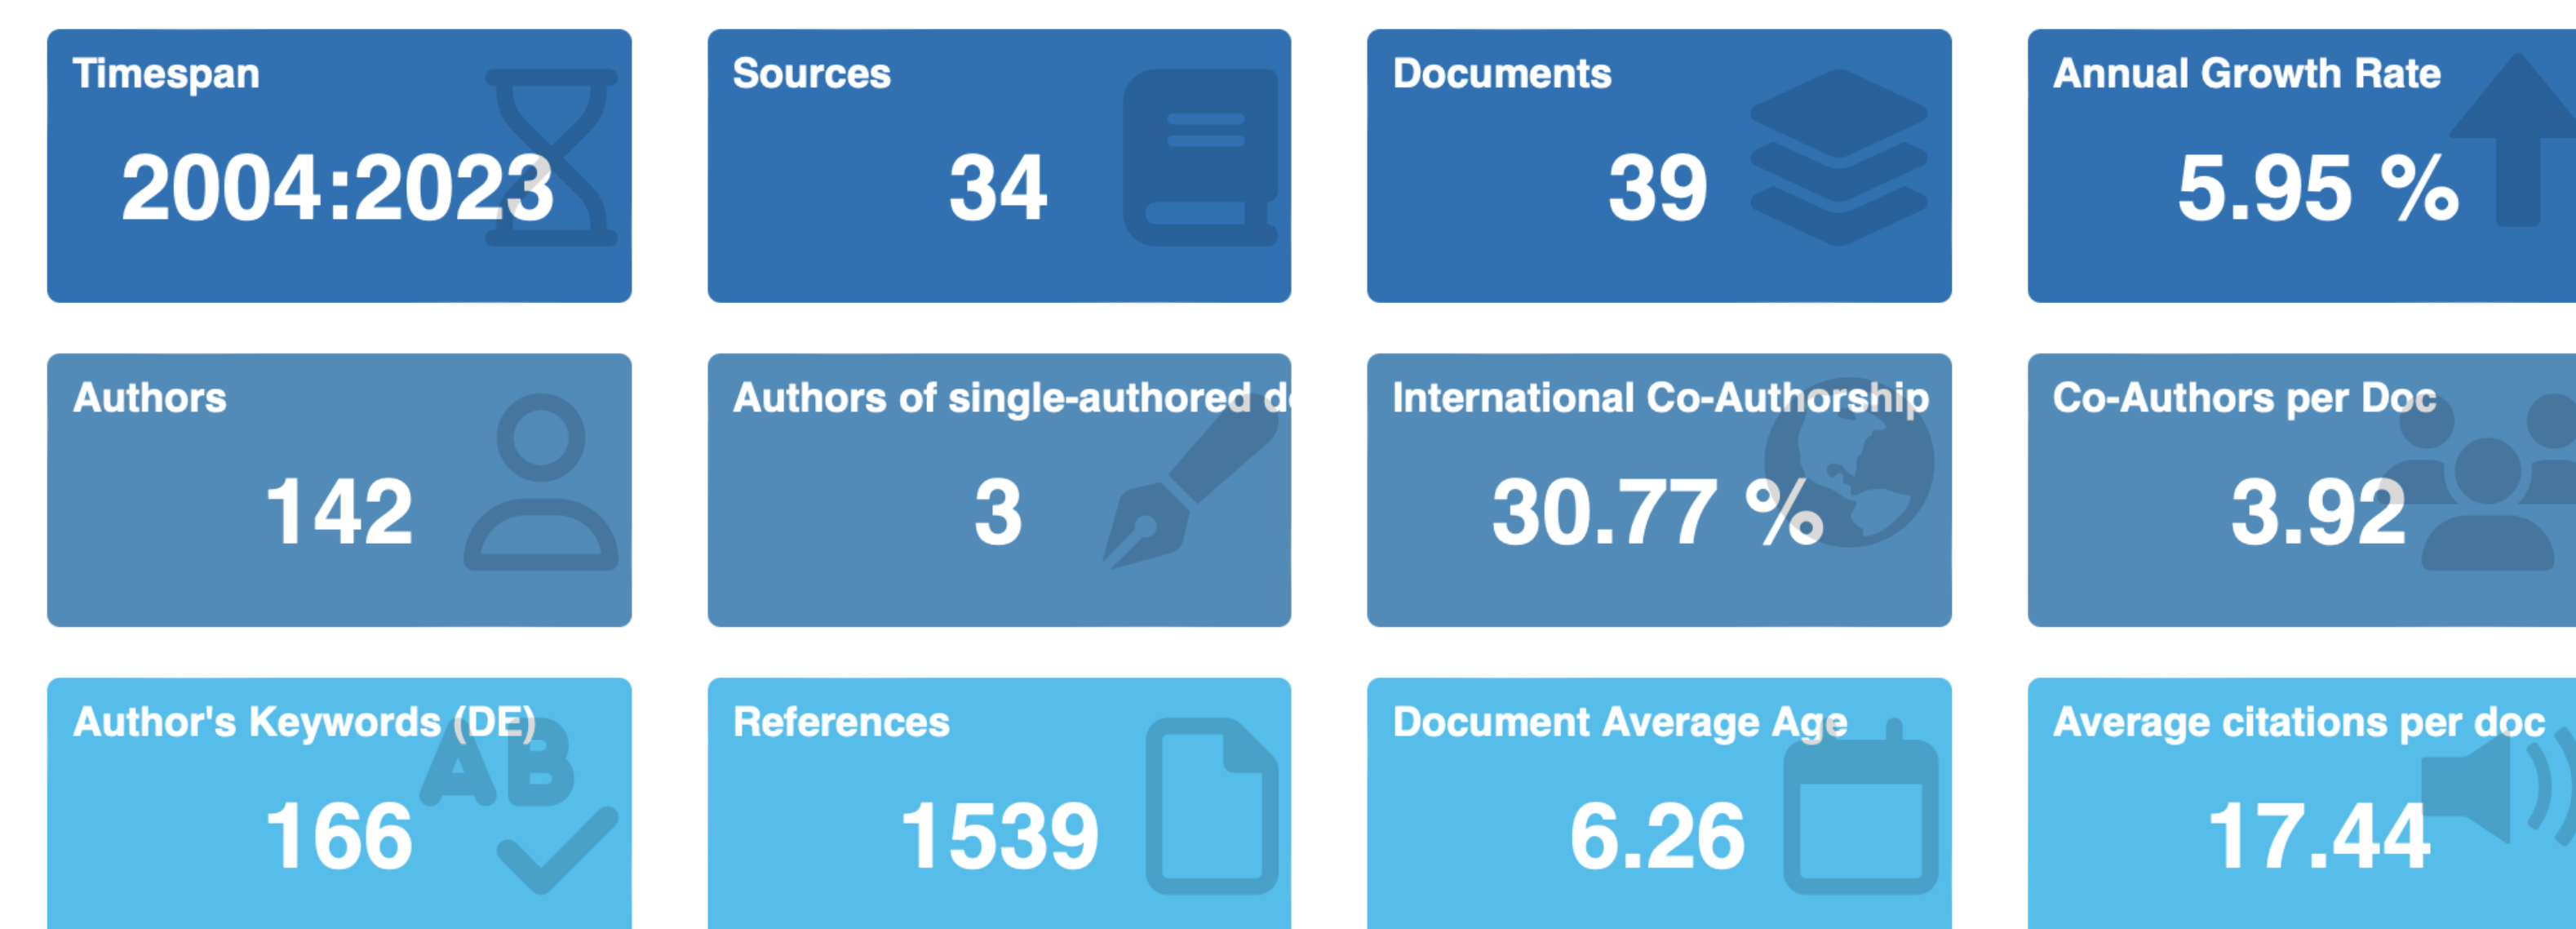 Timespan
2004:2023
Sources
34
Documents
39
Annual Growth Rate
5.95 %
Authors
142
Authors of single-authored
3
International Co-Authorship
30.77 %
Co-Authors per Doc
3.92
Author's Keywords (DE)
166
References
1539
Document Average Age
6.26
Average citations per doc
17.44